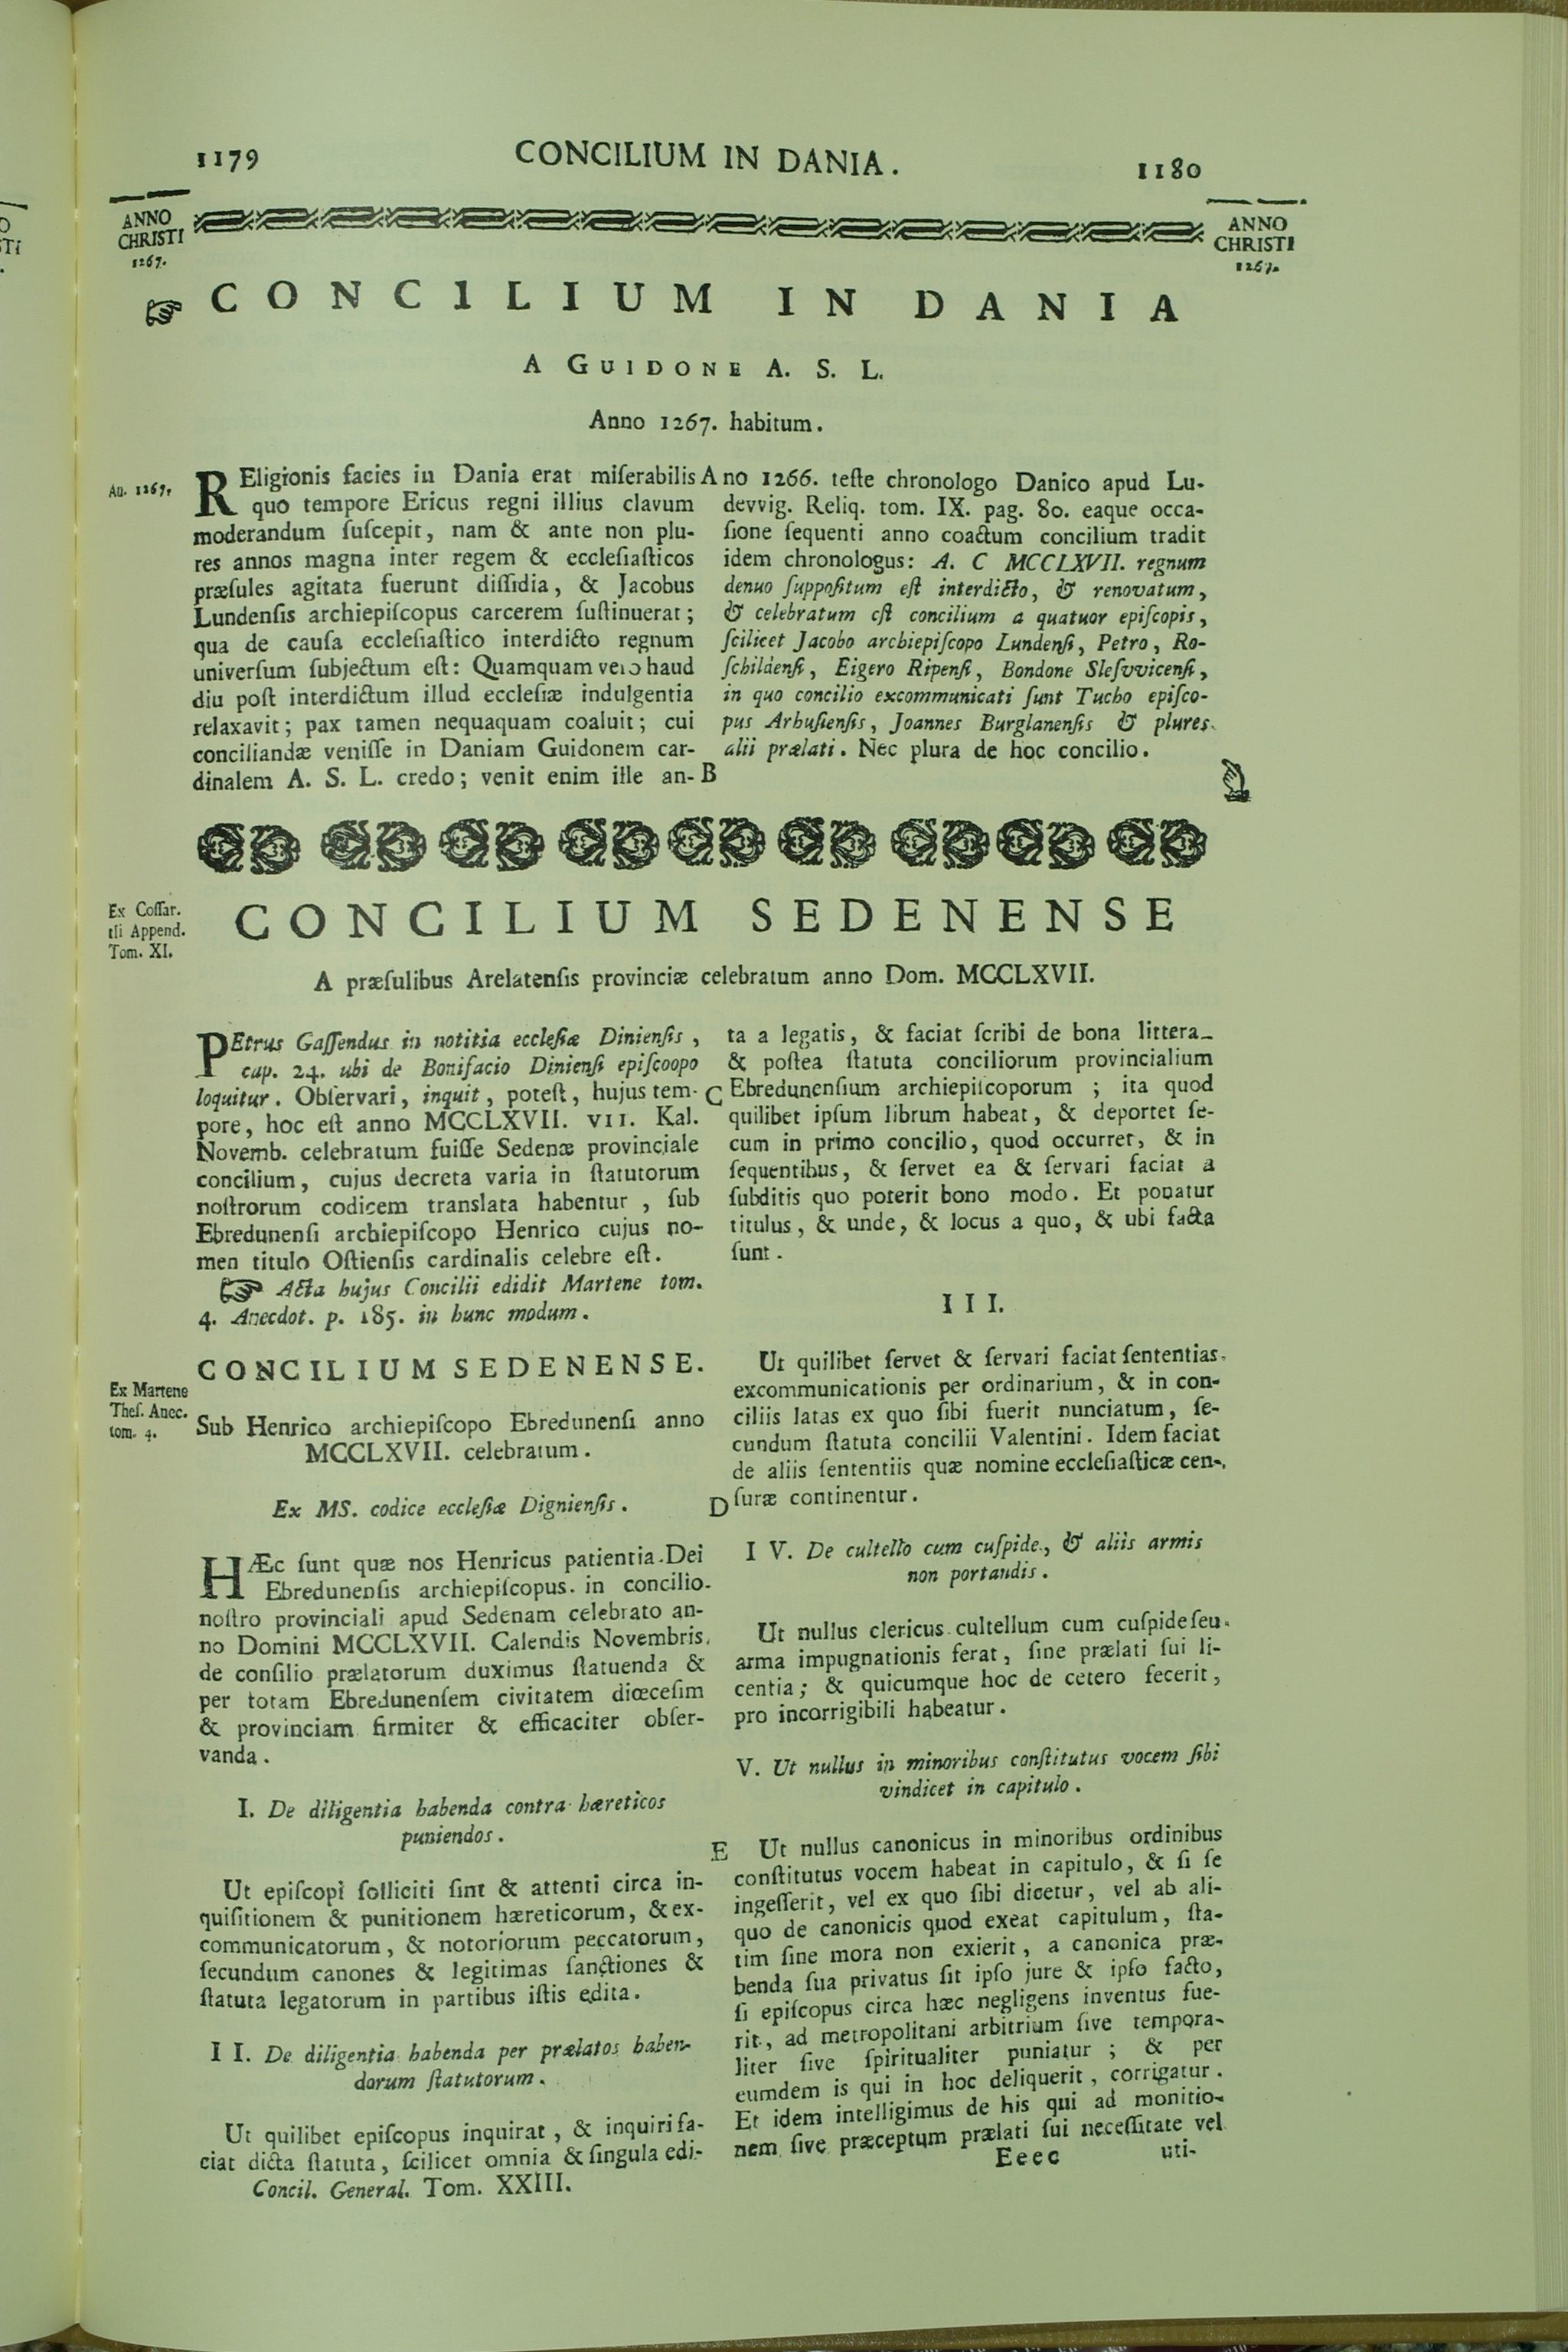 1179
CONCILIUM IN DANIA.
1180
ANNO
CHRISTI
1267.
ANNO
CHRISTI
1267.
CONCILIUM IN DANIA
A GUIDONE A. S. L.
Anno 1267. habitum.
An. 1267.
REligionis facies in Dania erat miſerabilis
quo tempore Ericus regni illius clavum
moderandum ſuſcepit, nam & ante non plu-
res annos magna inter regem & eccleſiaſticos
præſules agitata fuerunt diſſidia, & Jacobus
Lundenſis archiepiſcopus carcerem ſuſtinuerat;
qua de cauſa eccleſiaſtico interdicto regnum
univerſum ſubjectum eſt: Quamquam vero haud
diu poſt interdictum illud eccleſiæ indulgentia
relaxavit; pax tamen nequaquam coaluit; cui
conciliandæ veniſſe in Daniam Guidonem car-
dinalem A. S. L. credo; venit enim ille an-
A
B
no 1266. teſte chronologo Danico apud Lu-
devvig. Reliq. tom. IX. pag. 80. eaque occa-
ſione ſequenti anno coactum concilium tradit
idem chronologus: A. C MCCLXVII. regnum
denuo ſuppoſitum eſt interdicto, & renovatum,
& celebratum eſt concilium a quatuor epiſcopis,
ſcilicet Jacobo archiepiſcopo Lundenſi, Petro, Ro-
ſchildenſi, Eigero Ripenſi, Bondone Sleſvvicenſi,
in quo concilio excommunicati ſunt Tucho epiſco-
pus Arhuſienſis, Joannes Burglanenſis & plures
alii prælati. Nec plura de hoc concilio.
Ex Coſſar.
tii Append.
Tom. XI.
CONCILIUM SEDENENSE
A præſulibus Arelatenſis provinciæ celebratum anno Dom. MCCLXVII.
PEtrus Gaſſendus in notitia eccleſiæ Dinienſis,
cap. 24. ubi de Bonifacio Dinienſi epiſcoopo
loquitur. Obſervari, inquit, poteſt, hujus tem-
pore, hoc eſt anno MCCLXVII. VII. Kal.
Novemb. celebratum fuiſſe Sedenæ provinciale
concilium, cujus decreta varia in ſtatutorum
noſtrorum codicem translata habentur, ſub
Ebredunenſi archiepiſcopo Henrico cujus no-
men titulo Oſtienſis cardinalis celebre eſt.
Acta hujus Concilii edidit Martene tom.
4. Anecdot. p. 185. in hunc modum.
CONCILIUM SEDENENSE.
Ex Martene
Theſ. Anec.
tom. 4.
Sub Henrico archiepiſcopo Ebredunenſi anno
MCCLXVII. celebratum.
Ex MS. codice eccleſiæ Dignienſis.
HÆc ſunt quæ nos Henricus patientia Dei
Ebredunenſis archiepiſcopus in concilio
noſtro provinciali apud Sedenam celebrato an-
no Domini MCCLXVII. Calendis Novembris,
de conſilio prælatorum duximus ſtatuenda &
per totam Ebredunenſem civitatem diœceſim
& provinciam firmiter & efficaciter obſer-
vanda.
I. De diligentia habenda contra hæreticos
puniendos.
Ut epiſcopi ſolliciti ſint & attenti circa in-
quiſitionem & punitionem hæreticorum, & ex-
communicatorum, & notoriorum peccatorum,
ſecundum canones & legitimas ſanctiones &
ſtatuta legatorum in partibus iſtis edita.
II. De diligentia habenda per prælatos haben-
dorum ſtatutorum.
Ut quilibet epiſcopus inquirat, & inquiri fa-
ciat dicta ſtatuta, ſcilicet omnia & ſingula edi-
Concil. General. Tom. XXIII.
C
D
E
ta a legatis, & faciat ſcribi de bona littera
& poſtea ſtatuta conciliorum provincialium
Ebredunenſium archiepiſcoporum; ita quod
quilibet ipſum librum habeat, & deportet ſe-
cum in primo concilio, quod occurret, & in
ſequentibus, & ſervet ea & ſervari faciat a
ſubditis quo poterit bono modo. Et ponatur
titulus, & unde, & locus a quo, & ubi facta
ſunt.
III.
Ut quilibet ſervet & ſervari faciat ſententias
excommunicationis per ordinarium, & in con-
ciliis latas ex quo ſibi fuerit nunciatum, ſe-
cundum ſtatuta concilii Valentini. Idem faciat
de aliis ſententiis quæ nomine eccleſiaſticæ cen-
ſuræ continentur.
IV. De cultello cum cuſpide, & aliis armis
non portandis.
Ut nullus clericus cultellum cum cuſpide ſeu
arma impugnationis ferat, ſine prælati ſui li-
centia; & quicumque hoc de cetero fecerit,
pro incorrigibili habeatur.
V. Ut nullus in minoribus conſtitutus vocem ſibi
vindicet in capitulo.
Ut nullus canonicus in minoribus ordinibus
conſtitutus vocem habeat in capitulo, & ſi ſe
ingeſſerit, vel ex quo ſibi dicetur, vel ab ali-
quo de canonicis quod exeat capitulum, ſta-
tim ſine mora non exierit, a canonica præ-
benda ſua privatus ſit ipſo jure & ipſo facto,
ſi epiſcopus circa hæc negligens inventus fue-
rit, ad metropolitani arbitrium ſive tempora-
liter ſive ſpiritualiter puniatur; & per
eumdem is qui in hoc deliquerit, corrigatur.
Et idem intelligimus de his qui ad monitio-
nem ſive præceptum prælati ſui neceſſitate vel
Eeee
uti-